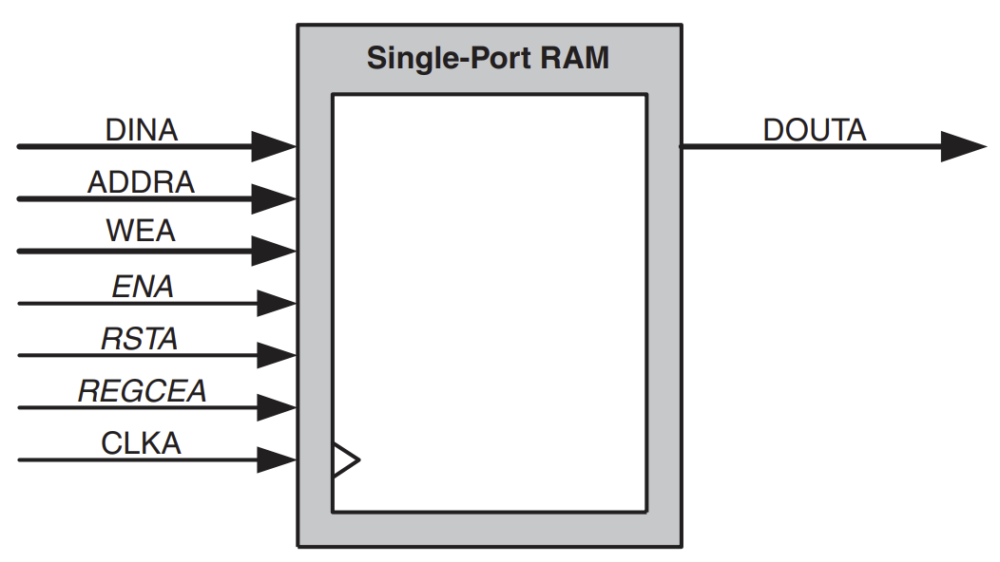 Single-Port RAM
DINA
DOUTA
ADDRA
WEA
ENA
RSTA
REGCEA
CLKA